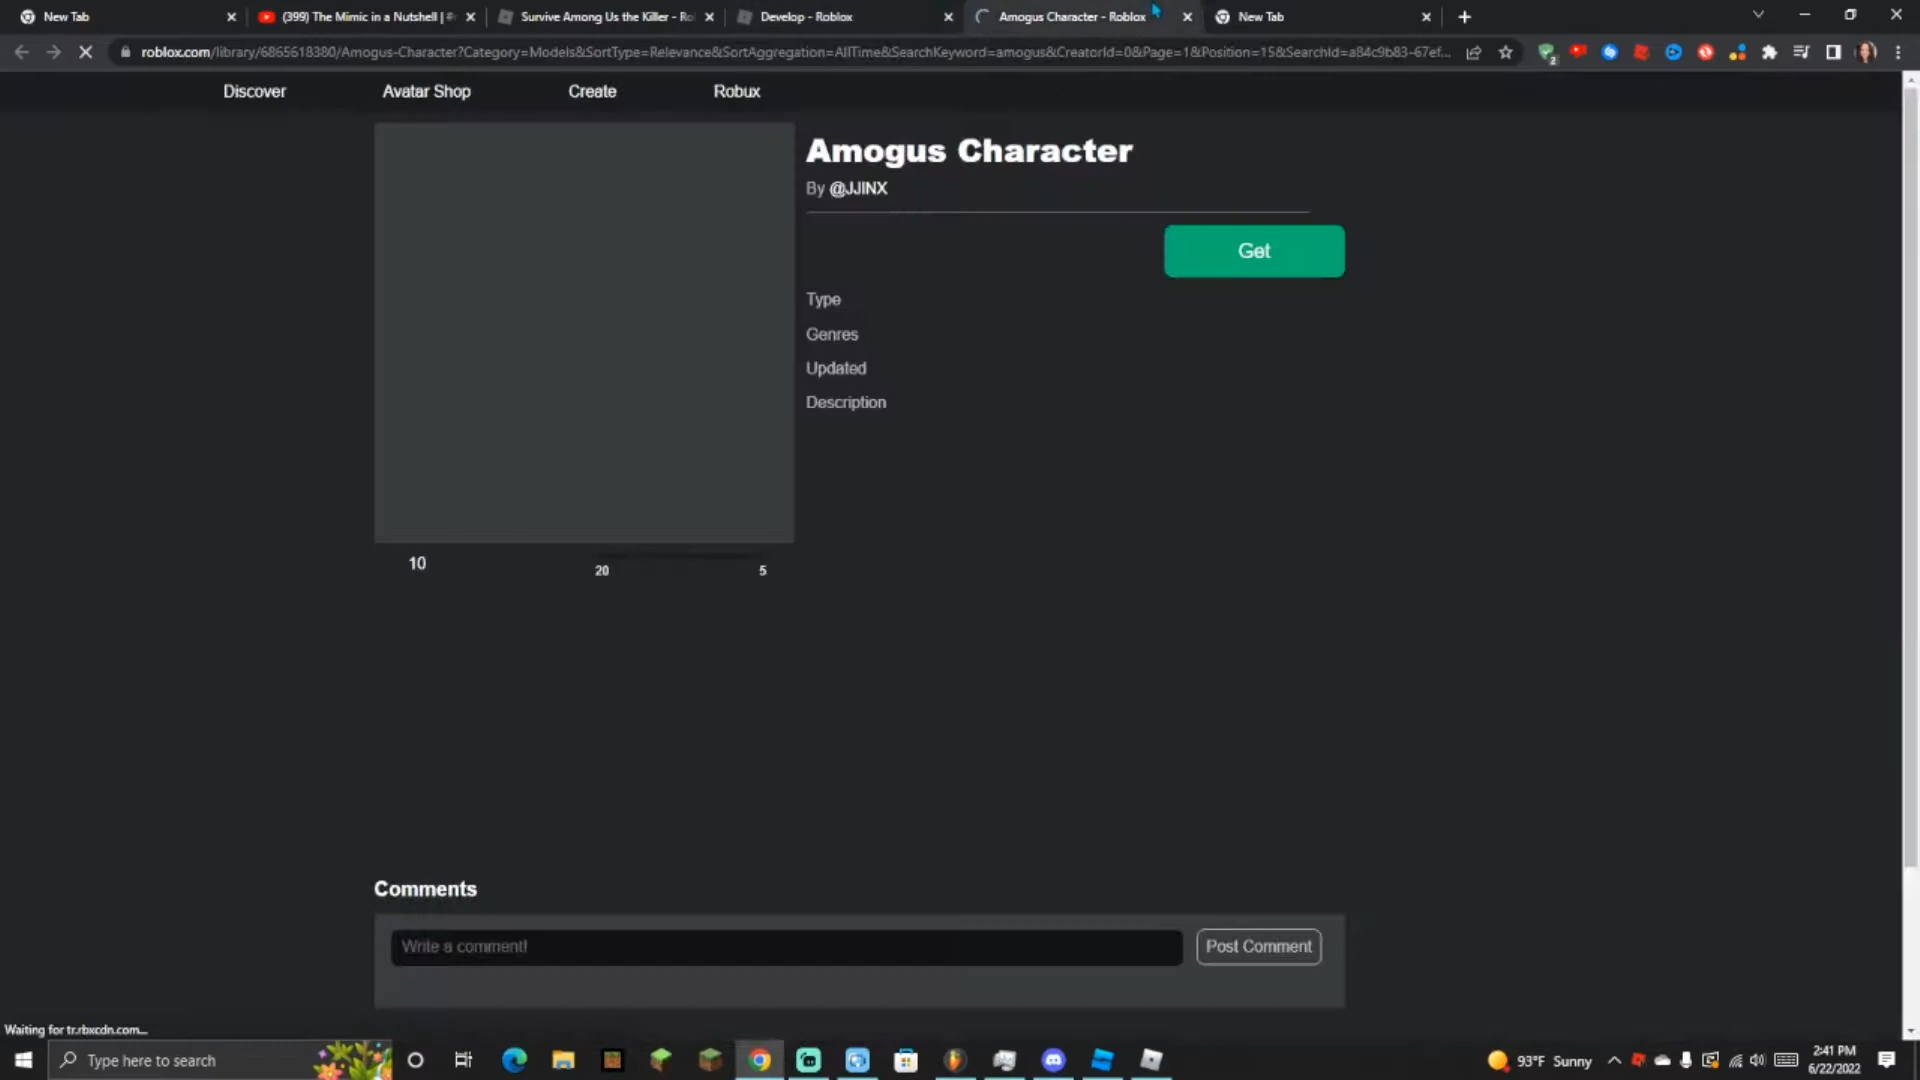 New Tab
(399) The Mimic in a Nutshell | #
Survive Among Us the Killer - Ro
Develop - Roblox
Amogus Character - Roblox
New Tab
roblox.com/library/6865618380/Amogus-Character?Category=Models&SortType=Relevance&SortAggregation=AllTime&SearchKeyword=amogus&CreatorId=0&Page=1&Position=15&SearchId=a84c9b83-67ef...
2
Discover
Avatar Shop
Create
Robux
Amogus Character
By @JJINX
Get
Type
Genres
Updated
Description
10
20
5
Comments
Write a comment!
Post Comment
Waiting for tr.rbxcdn.com...
Type here to search
93°F Sunny
2:41 PM
6/22/2022